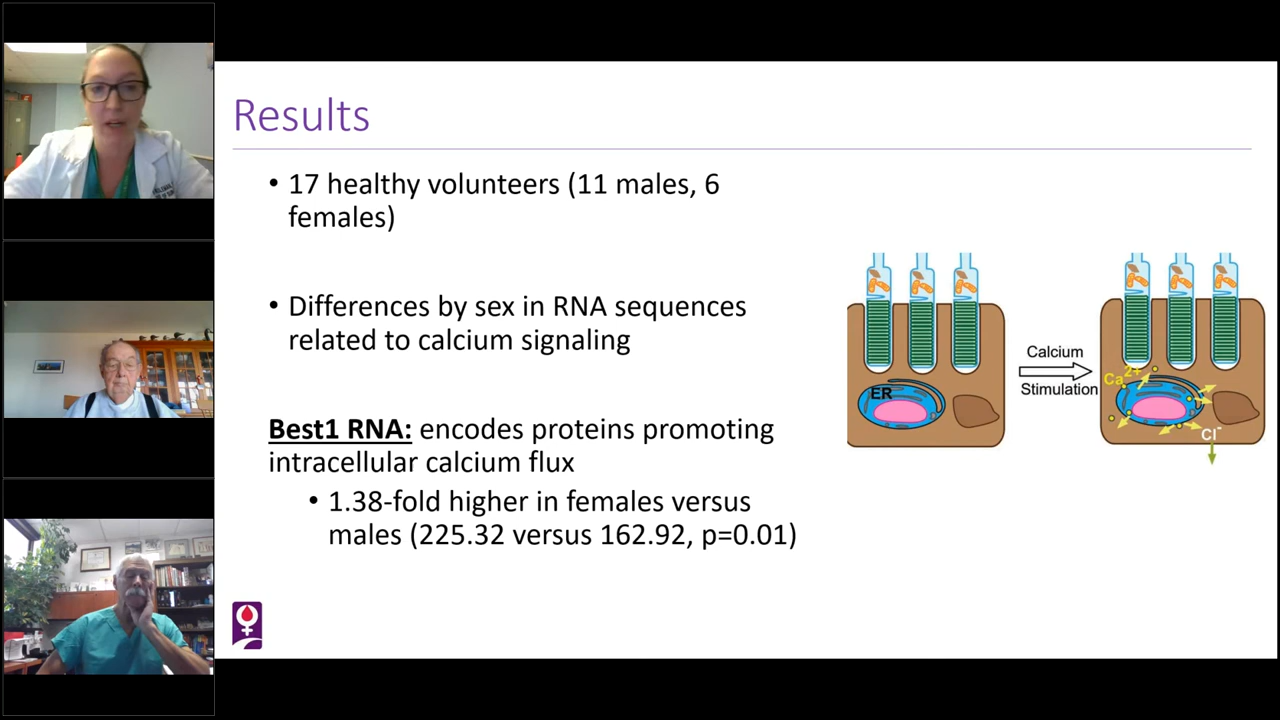 Results
• 17 healthy volunteers (11 males, 6
females)
• Differences by sex in RNA sequences
related to calcium signaling
Best1 RNA: encodes proteins promoting
intracellular calcium flux
• 1.38-fold higher in females versus
males (225.32 versus 162.92, p=0.01)
ER
Calcium
Stimulation
Ca2+
Cl-